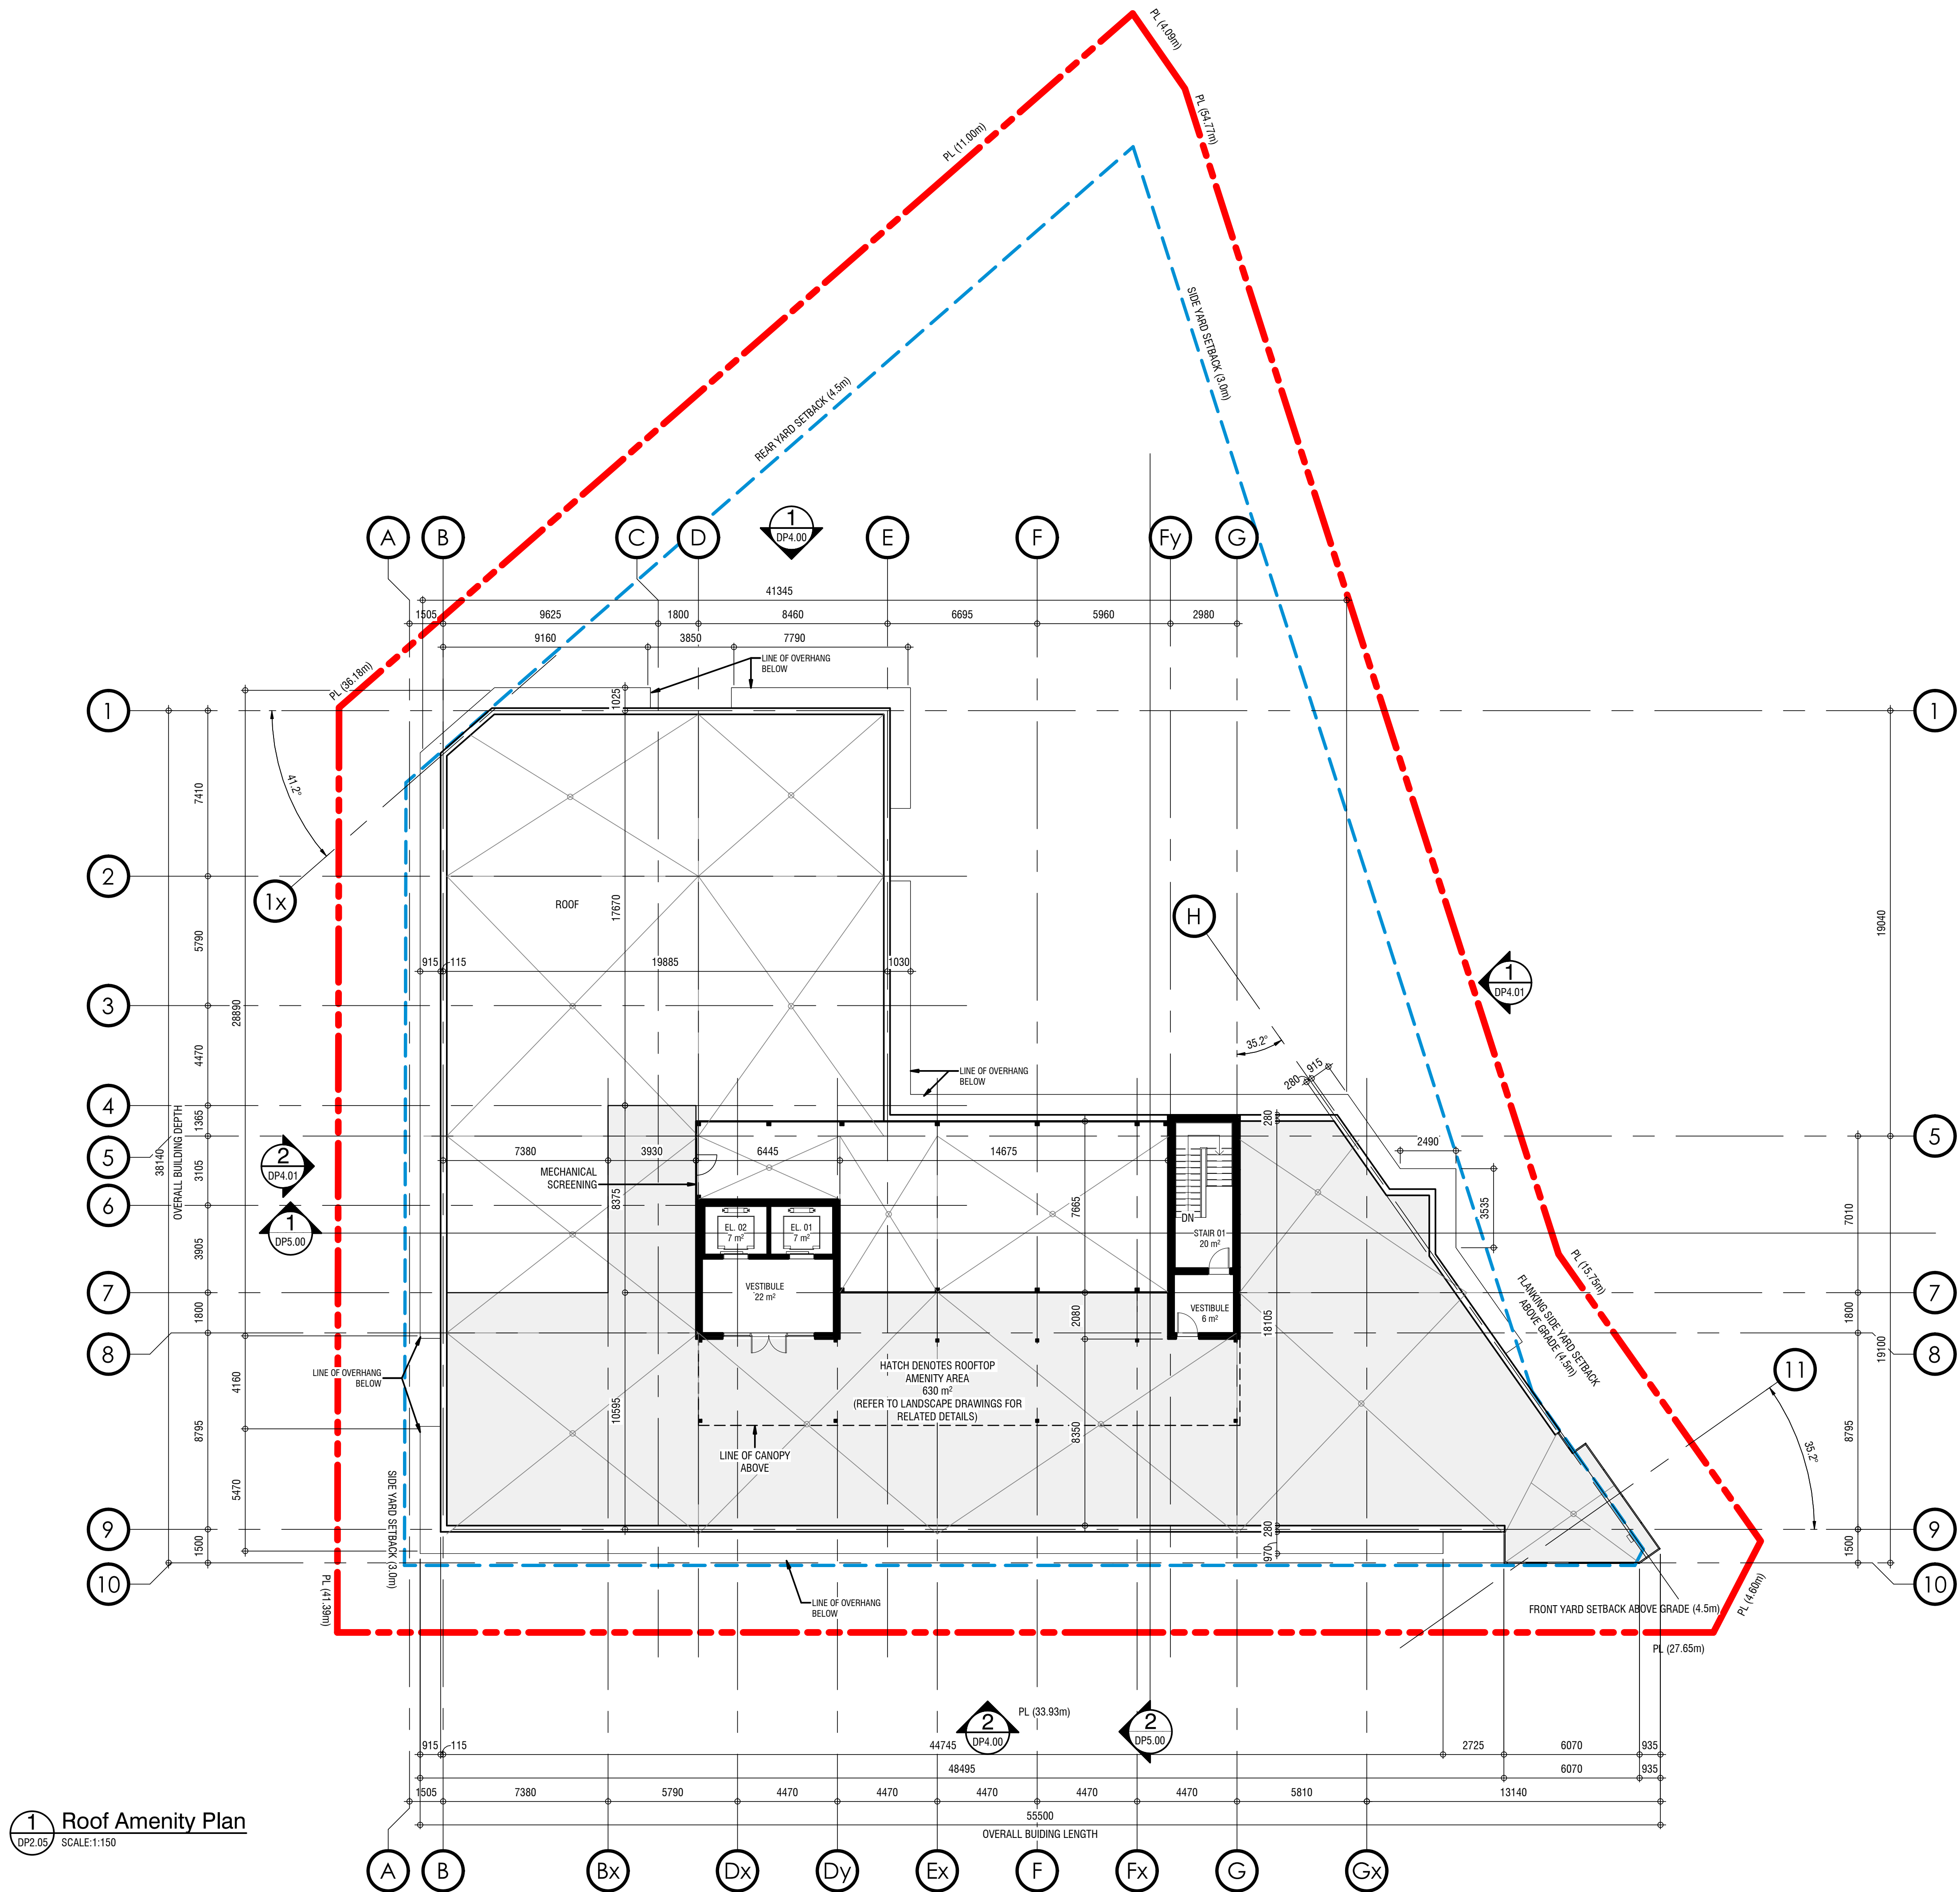 PL (4.09m)
PL (54.77m)
PL (11.00m)
SIDE YARD SETBACK (3.0m)
REAR YARD SETBACK (4.5m)
1
DP4.00
A
B
C
D
E
F
Fy
G
41345
1505
9625
1800
8460
6695
5960
2980
9160
3850
7790
LINE OF OVERHANG
BELOW
PL (36.18m)
1025
1
1
41.2°
7410
2
1x
ROOF
17670
H
5790
19040
915
115
19885
1030
1
DP4.01
3
28890
4470
35.2°
LINE OF OVERHANG
BELOW
280
915
4
OVERALL BUILDING DEPTH
38140
1365
280
5
5
2
DP4.01
7380
3930
6445
14675
2490
3105
MECHANICAL
SCREENING
8375
7665
3535
7010
6
1
DP5.00
EL. 02
7 m²
EL. 01
7 m²
DN
STAIR 01
20 m²
3905
PL (15.75m)
7
7
VESTIBULE
22 m²
VESTIBULE
6 m²
2080
18105
1800
1800
FLANKING SIDE YARD SETBACK
ABOVE GRADE (4.5m)
19100
8
8
LINE OF OVERHANG
BELOW
HATCH DENOTES ROOFTOP
AMENITY AREA
630 m²
(REFER TO LANDSCAPE DRAWINGS FOR
RELATED DETAILS)
11
4160
10595
8350
8795
8795
35.2°
LINE OF CANOPY
ABOVE
5470
SIDE YARD SETBACK (3.0m)
9
9
280
970
1500
1500
10
10
PL (41.39m)
LINE OF OVERHANG
BELOW
FRONT YARD SETBACK ABOVE GRADE (4.5m)
PL (4.60m)
PL (27.65m)
2
DP4.00
PL (33.93m)
2
DP5.00
915
115
44745
2725
6070
935
48495
6070
935
1505
7380
5790
4470
4470
4470
4470
4470
5810
13140
55500
OVERALL BUIDING LENGTH
1
DP2.05
Roof Amenity Plan
SCALE:1:150
A
B
Bx
Dx
Dy
Ex
F
Fx
G
Gx